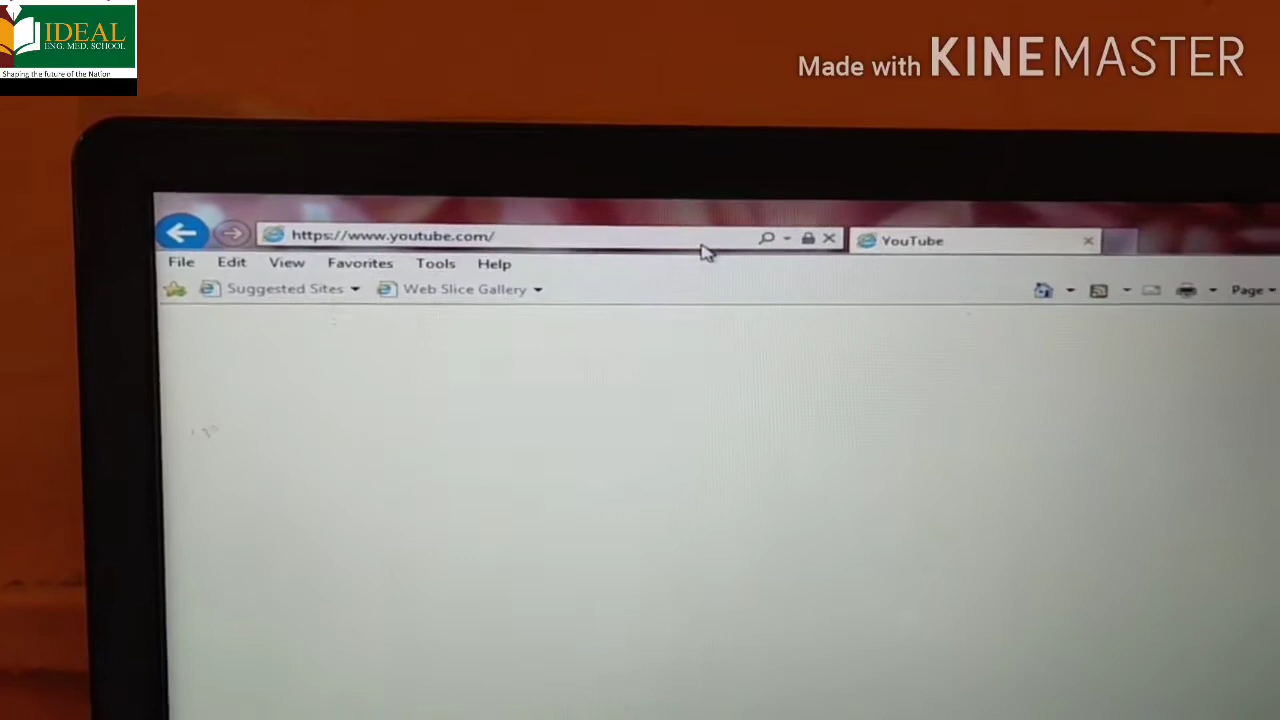 IDEAL
ENG. MED. SCHOOL
Shaping the future of the Nation
Made with KINEMASTER
https://www.youtube.com/
YouTube
File Edit View Favorites Tools Help
Suggested Sites Web Slice Gallery
Page